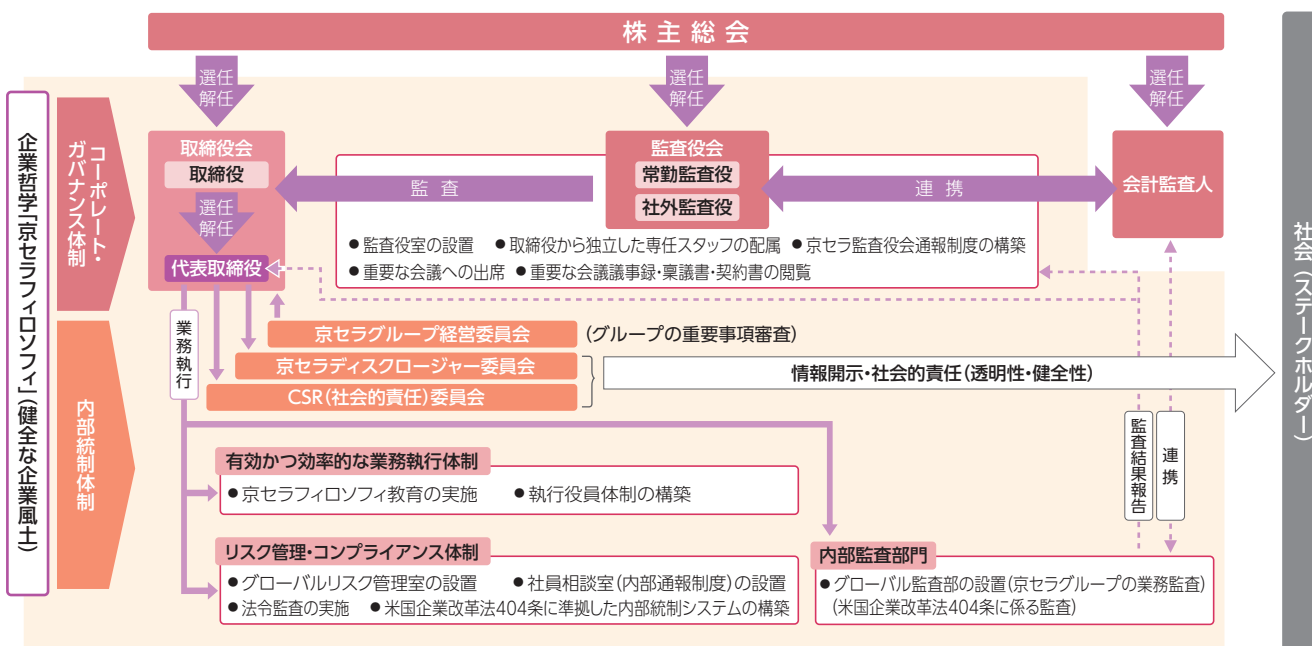 株主総会
選任
解任
選任
解任
選任
解任
企業哲学「京セラフィロソフィ」(健全な企業風土)
コーポレート・
ガバナンス体制
内部統制体制
取締役会
取締役
選任
解任
代表取締役
監査
監査役会
常勤監査役
社外監査役
連携
会計監査人
● 監査役室の設置 ● 取締役から独立した専任スタッフの配属 ● 京セラ監査役会通報制度の構築
● 重要な会議への出席 ● 重要な会議議事録・稟議書・契約書の閲覧
業務執行
京セラグループ経営委員会 (グループの重要事項審査)
京セラディスクロージャー委員会
CSR(社会的責任)委員会
情報開示・社会的責任(透明性・健全性)
社会(ステークホルダー)
監査結果報告
連携
有効かつ効率的な業務執行体制
● 京セラフィロソフィ教育の実施 ● 執行役員体制の構築
リスク管理・コンプライアンス体制
● グローバルリスク管理室の設置 ● 社員相談室(内部通報制度)の設置
● 法令監査の実施 ● 米国企業改革法404条に準拠した内部統制システムの構築
内部監査部門
● グローバル監査部の設置(京セラグループの業務監査)
(米国企業改革法404条に係る監査)